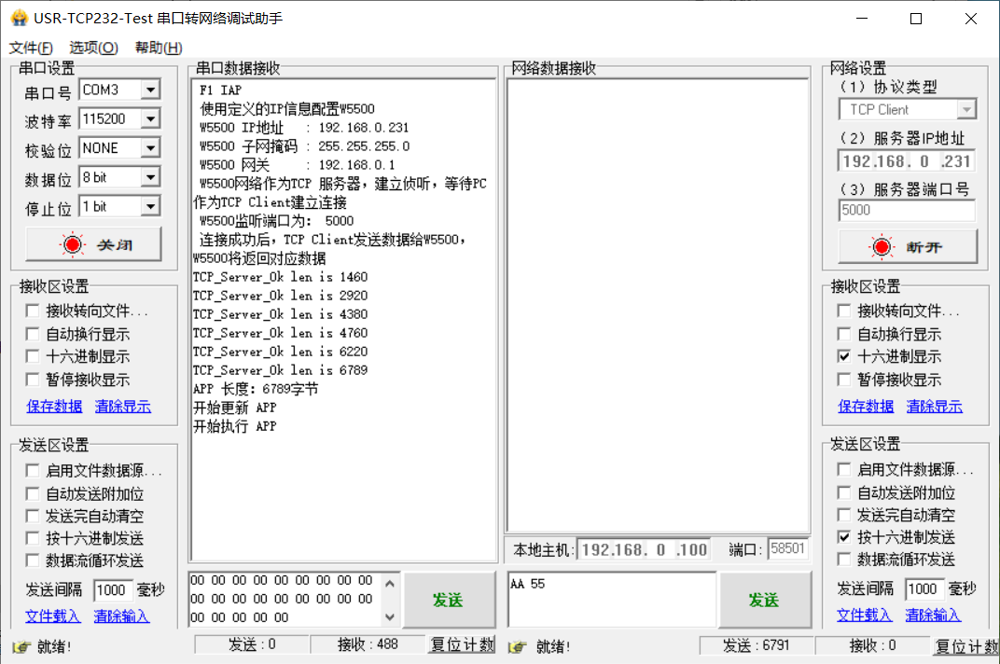 USR-TCP232-Test 串口转网络调试助手
文件(F) 选项(O) 帮助(H)
串口设置
串口号 COM3
波特率 115200
校验位 NONE
数据位 8 bit
停止位 1 bit
关闭
接收区设置
接收转向文件...
自动换行显示
十六进制显示
暂停接收显示
保存数据 清除显示
发送区设置
启用文件数据源...
自动发送附加位
发送完自动清空
按十六进制发送
数据流循环发送
发送间隔 1000 毫秒
文件载入 清除输入
就绪!
串口数据接收
F1 IAP
使用定义的IP信息配置W5500
W5500 IP地址 : 192.168.0.231
W5500 子网掩码 : 255.255.255.0
W5500 网关 : 192.168.0.1
W5500网络作为TCP 服务器，建立侦听，等待PC
作为TCP Client建立连接
W5500监听端口为： 5000
连接成功后，TCP Client发送数据给W5500，
W5500将返回对应数据
TCP_Server_Ok len is 1460
TCP_Server_Ok len is 2920
TCP_Server_Ok len is 4380
TCP_Server_Ok len is 4760
TCP_Server_Ok len is 6220
TCP_Server_Ok len is 6789
APP 长度：6789字节
开始更新 APP
开始执行 APP
00 00 00 00 00 00 00 00 00
00 00 00 00 00 00 00 00 00
00 00 00 00 00
发送
发送 : 0 接收 : 488 复位计数
网络数据接收
本地主机: 192.168. 0 .100 端口: 58501
AA 55
发送
就绪!
发送 : 6791 接收 : 0 复位计数
网络设置
（1）协议类型
TCP Client
（2）服务器IP地址
192.168. 0 .231
（3）服务器端口号
5000
断开
接收区设置
接收转向文件...
自动换行显示
十六进制显示
暂停接收显示
保存数据 清除显示
发送区设置
启用文件数据源...
自动发送附加位
发送完自动清空
按十六进制发送
数据流循环发送
发送间隔 1000 毫秒
文件载入 清除输入